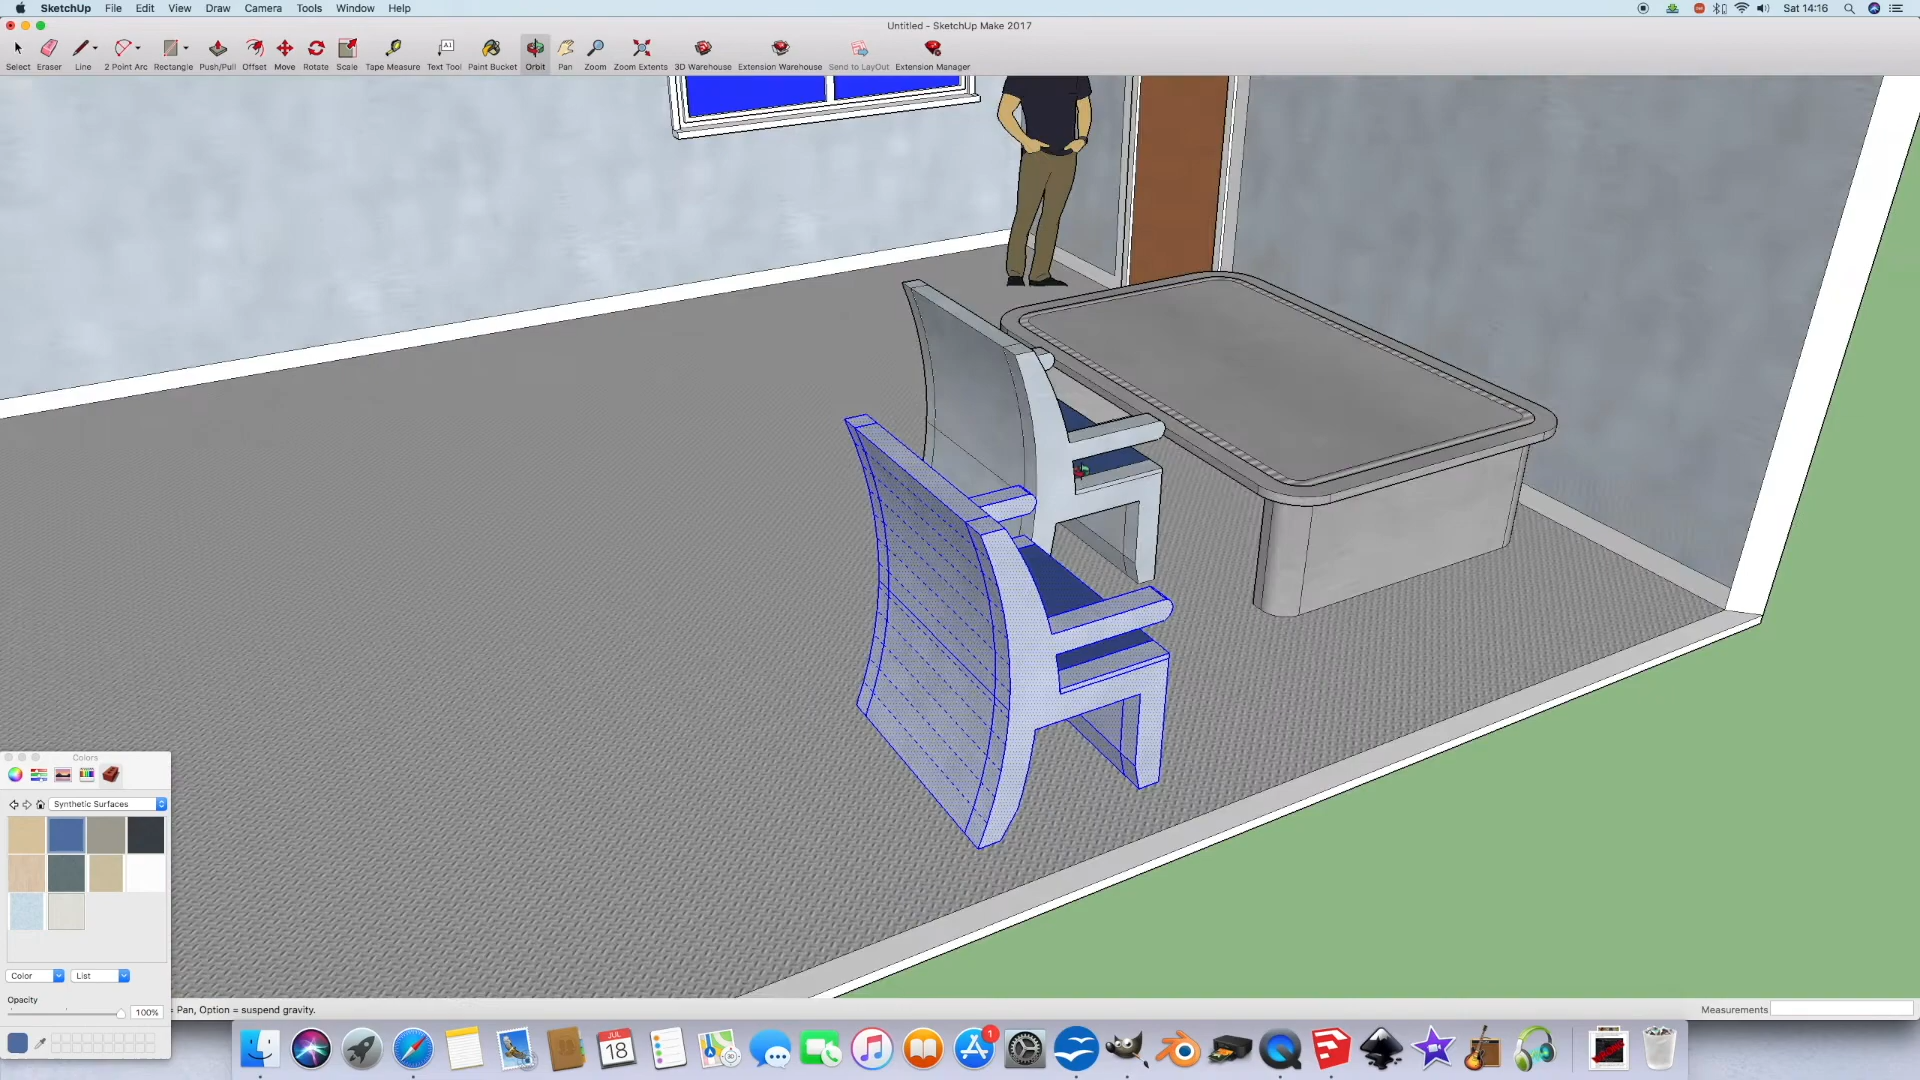 SketchUp File Edit View Draw Camera Tools Window Help Sat 14:16
Untitled - SketchUp Make 2017
Select Eraser Line 2 Point Arc Rectangle Push/Pull Offset Move Rotate Scale Tape Measure Text Tool Paint Bucket Orbit Pan Zoom Zoom Extents 3D Warehouse Extension Warehouse Send to LayOut Extension Manager
Colors
Synthetic Surfaces
Color List
Opacity
100%
= Pan, Option = suspend gravity.
Measurements
JUL
18
1